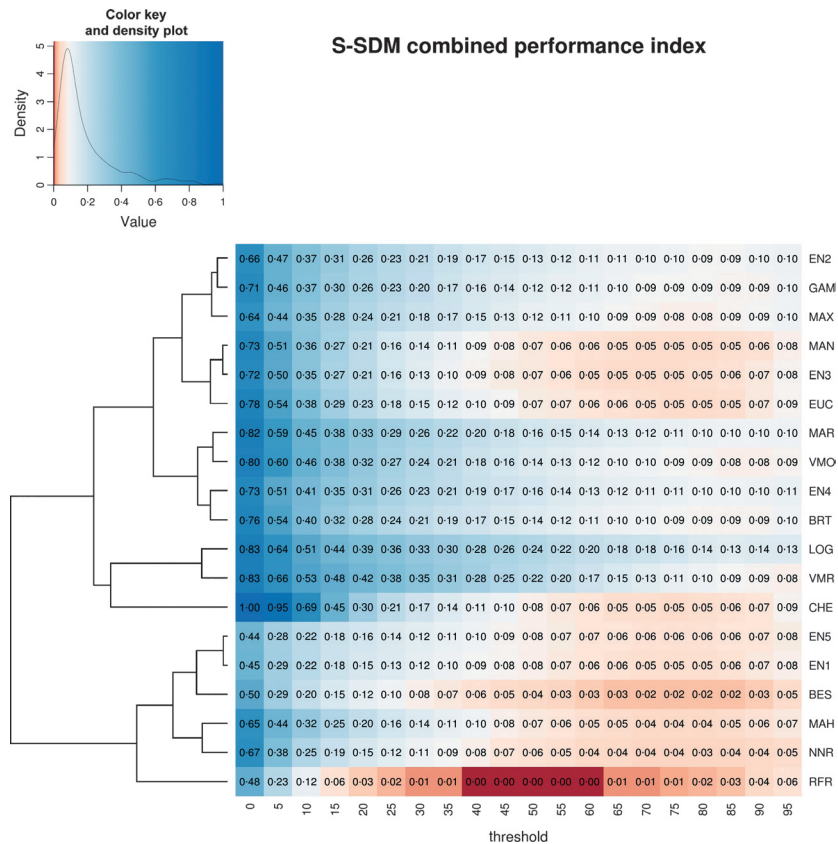 Color key
and density plot
S-SDM combined performance index
Density
5
4
3
2
1
0
0 0·2 0·4 0·6 0·8 1
Value
0·66 0·47 0·37 0·31 0·26 0·23 0·21 0·19 0·17 0·15 0·13 0·12 0·11 0·11 0·10 0·10 0·09 0·09 0·10 0·10 EN2
0·71 0·46 0·37 0·30 0·26 0·23 0·20 0·17 0·16 0·14 0·12 0·12 0·11 0·10 0·09 0·09 0·09 0·09 0·09 0·10 GAM
0·64 0·44 0·35 0·28 0·24 0·21 0·18 0·17 0·15 0·13 0·12 0·11 0·10 0·09 0·09 0·08 0·08 0·09 0·09 0·10 MAX
0·73 0·51 0·36 0·27 0·21 0·16 0·14 0·11 0·09 0·08 0·07 0·06 0·06 0·05 0·05 0·05 0·05 0·05 0·06 0·08 MAN
0·72 0·50 0·35 0·27 0·21 0·16 0·13 0·10 0·09 0·08 0·07 0·06 0·05 0·05 0·05 0·05 0·05 0·06 0·07 0·08 EN3
0·78 0·54 0·38 0·29 0·23 0·18 0·15 0·12 0·10 0·09 0·07 0·07 0·06 0·06 0·05 0·05 0·05 0·05 0·07 0·09 EUC
0·82 0·59 0·45 0·38 0·33 0·29 0·26 0·22 0·20 0·18 0·16 0·15 0·14 0·13 0·12 0·11 0·10 0·10 0·10 0·10 MAR
0·80 0·60 0·46 0·38 0·32 0·27 0·24 0·21 0·18 0·16 0·14 0·13 0·12 0·10 0·10 0·09 0·09 0·08 0·08 0·09 VMO
0·73 0·51 0·41 0·35 0·31 0·26 0·23 0·21 0·19 0·17 0·16 0·14 0·13 0·12 0·11 0·11 0·10 0·10 0·10 0·11 EN4
0·76 0·54 0·40 0·32 0·28 0·24 0·21 0·19 0·17 0·15 0·14 0·12 0·11 0·10 0·10 0·09 0·09 0·09 0·09 0·10 BRT
0·83 0·64 0·51 0·44 0·39 0·36 0·33 0·30 0·28 0·26 0·24 0·22 0·20 0·18 0·18 0·16 0·14 0·13 0·14 0·13 LOG
0·83 0·66 0·53 0·48 0·42 0·38 0·35 0·31 0·28 0·25 0·22 0·20 0·17 0·15 0·13 0·11 0·10 0·09 0·09 0·08 VMR
1·00 0·95 0·69 0·45 0·30 0·21 0·17 0·14 0·11 0·10 0·08 0·07 0·06 0·05 0·05 0·05 0·05 0·06 0·07 0·09 CHE
0·44 0·28 0·22 0·18 0·16 0·14 0·12 0·11 0·10 0·09 0·08 0·07 0·07 0·06 0·06 0·06 0·06 0·06 0·07 0·08 EN5
0·45 0·29 0·22 0·18 0·15 0·13 0·12 0·10 0·09 0·08 0·08 0·07 0·06 0·06 0·05 0·05 0·05 0·06 0·07 0·08 EN1
0·50 0·29 0·20 0·15 0·12 0·10 0·08 0·07 0·06 0·05 0·04 0·03 0·03 0·03 0·02 0·02 0·02 0·02 0·03 0·05 BES
0·65 0·44 0·32 0·25 0·20 0·16 0·14 0·11 0·10 0·08 0·07 0·06 0·05 0·05 0·04 0·04 0·04 0·05 0·06 0·07 MAH
0·67 0·38 0·25 0·19 0·15 0·12 0·11 0·09 0·08 0·07 0·06 0·05 0·04 0·04 0·04 0·04 0·03 0·04 0·04 0·05 NNR
0·48 0·23 0·12 0·06 0·03 0·02 0·01 0·01 0·00 0·00 0·00 0·00 0·00 0·01 0·01 0·01 0·02 0·03 0·04 0·06 RFR
0 5 10 15 20 25 30 35 40 45 50 55 60 65 70 75 80 85 90 95
threshold